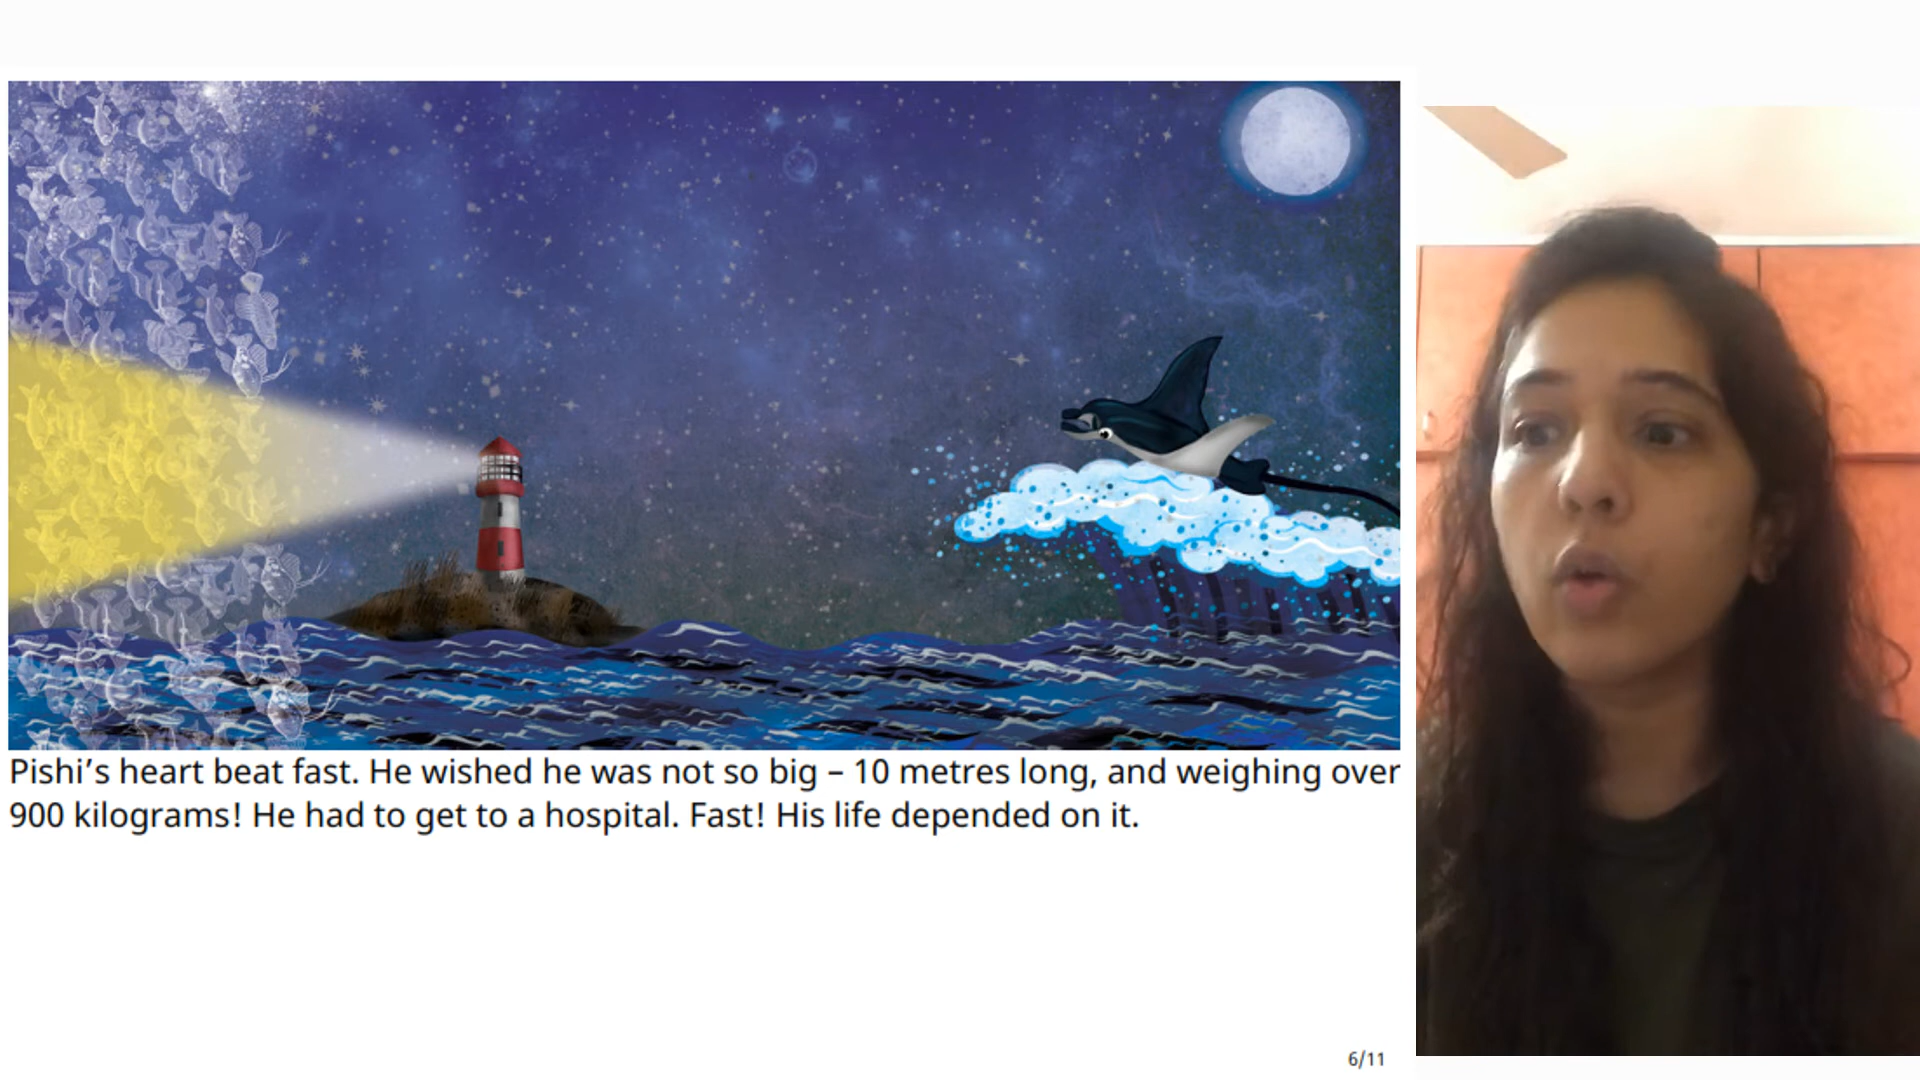 Pishi’s heart beat fast. He wished he was not so big – 10 metres long, and weighing over
900 kilograms! He had to get to a hospital. Fast! His life depended on it.
6/11